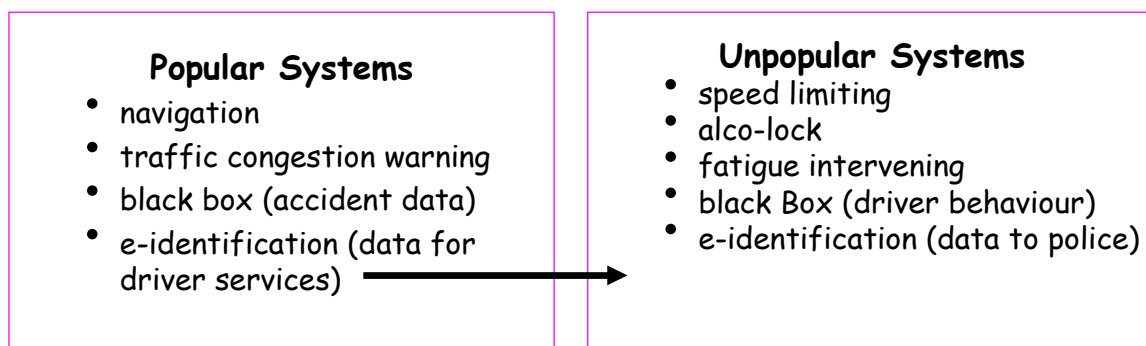 Popular Systems
• navigation
• traffic congestion warning
• black box (accident data)
• e-identification (data for
driver services)
Unpopular Systems
• speed limiting
• alco-lock
• fatigue intervening
• black Box (driver behaviour)
• e-identification (data to police)